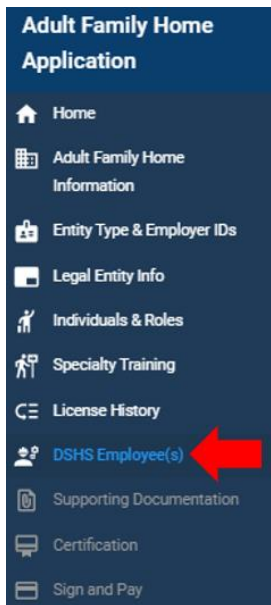 Adult Family Home
Application
Home
Adult Family Home
Information
Entity Type & Employer IDs
Legal Entity Info
Individuals & Roles
Specialty Training
License History
DSHS Employee(s)
Supporting Documentation
Certification
Sign and Pay